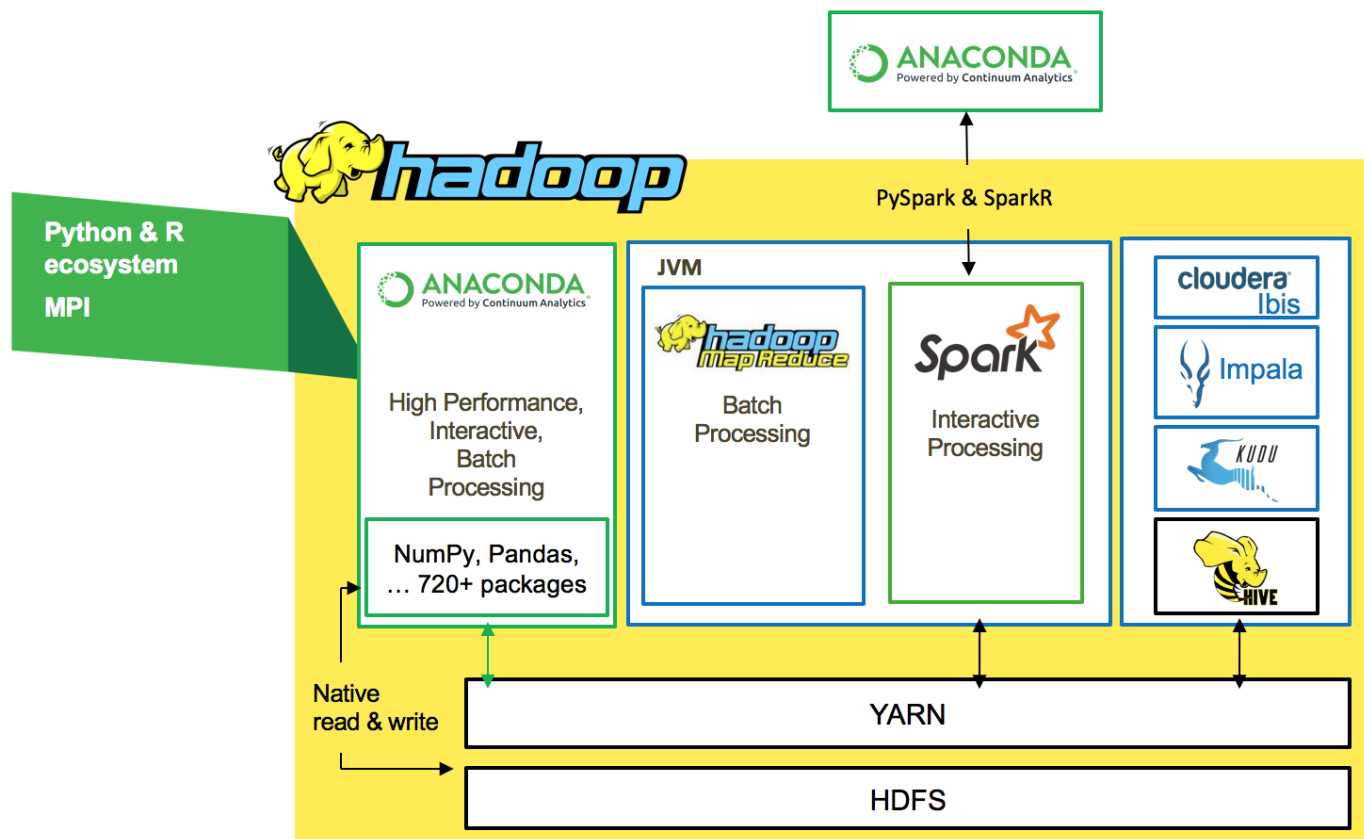 ANACONDA
Powered by Continuum Analytics®
hadoop
PySpark & SparkR
Python & R
ecosystem
MPI
ANACONDA
Powered by Continuum Analytics®
High Performance,
Interactive,
Batch
Processing
NumPy, Pandas,
... 720+ packages
JVM
hadoop
Map Reduce
Batch
Processing
Spark
Interactive
Processing
cloudera®
Ibis
Impala
KUDU
HIVE
Native
read & write
YARN
HDFS